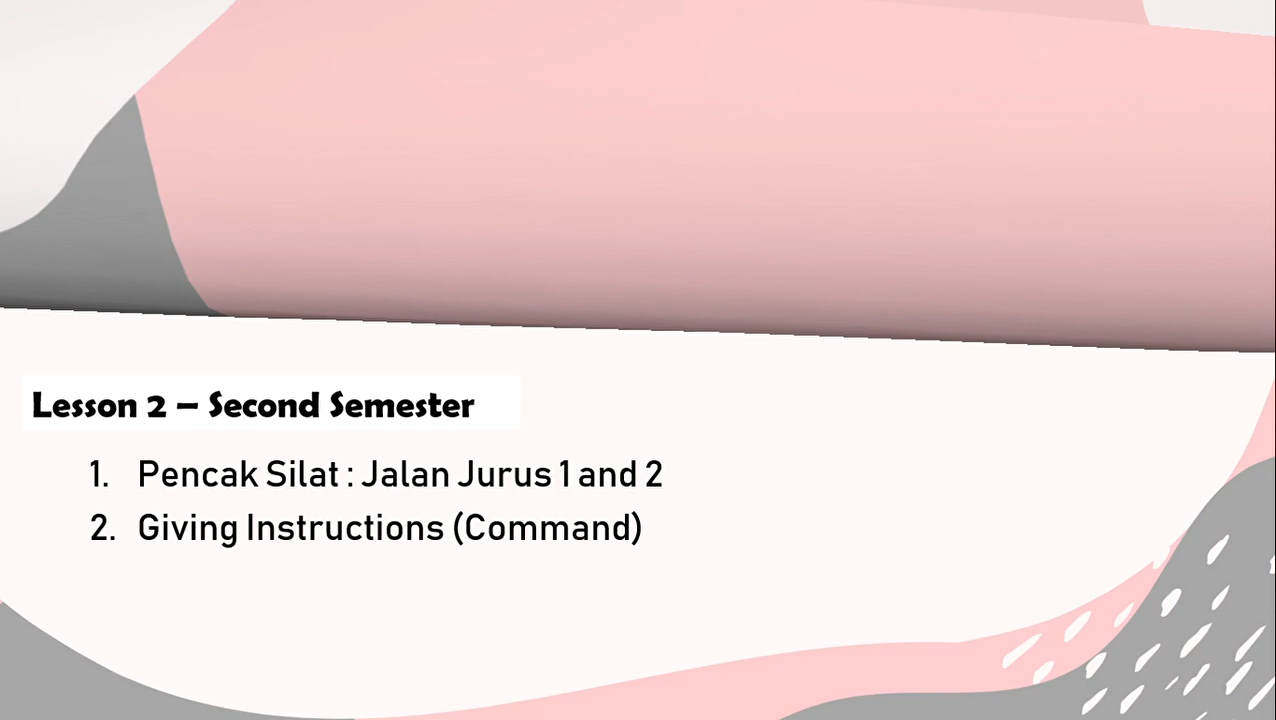 Lesson 2 – Second Semester
1. Pencak Silat : Jalan Jurus 1 and 2
2. Giving Instructions (Command)